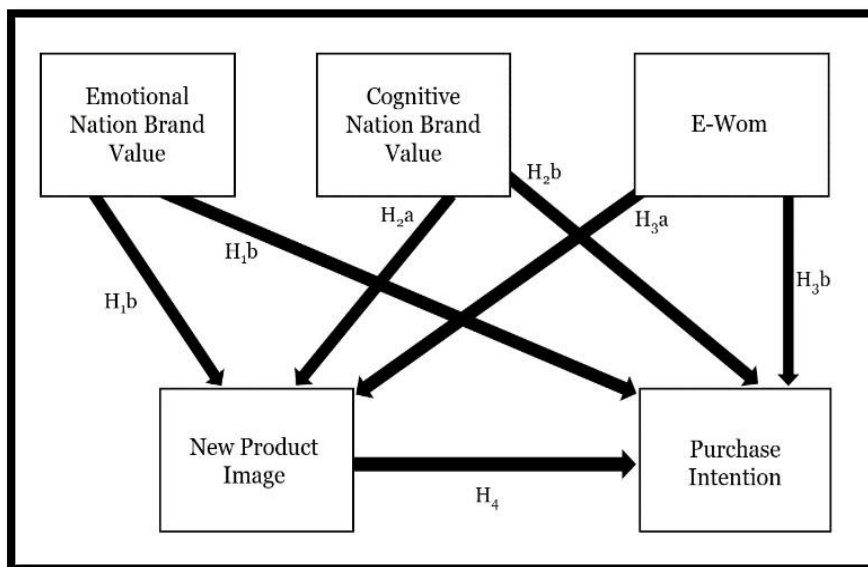 Emotional
Nation Brand
Value
Cognitive
Nation Brand
Value
E-Wom
H₁b
H₁b
H₂a
H₂b
H₃a
H₃b
New Product
Image
H₄
Purchase
Intention